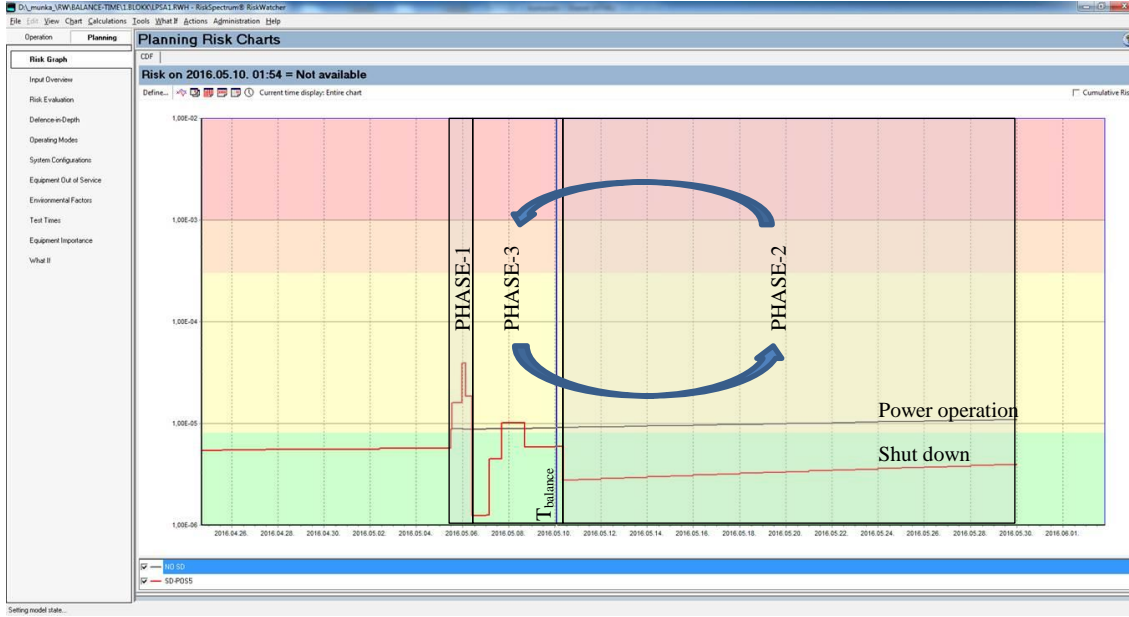 D:\_munka_\RW\BALANCE-TIME\1.BLOKK\LPSA1.RWH - RiskSpectrum® RiskWatcher
File Edit View Chart Calculations Tools What If Actions Administration Help
Operation Planning
Planning Risk Charts
Risk Graph
Input Overview
Risk Evaluation
Defence-in-Depth
Operating Modes
System Configurations
Equipment Out of Service
Environmental Factors
Test Times
Equipment Importance
What If
CDF
Risk on 2016.05.10. 01:54 = Not available
Define... Current time display: Entire chart
Cumulative Ris
1,00E-02
1,00E-03
1,00E-04
1,00E-05
1,00E-06
PHASE-1
PHASE-3
PHASE-2
Power operation
Shut down
Tbalance
2016.04.26. 2016.04.28. 2016.04.30. 2016.05.02. 2016.05.04. 2016.05.06. 2016.05.08. 2016.05.10. 2016.05.12. 2016.05.14. 2016.05.16. 2016.05.18. 2016.05.20. 2016.05.22. 2016.05.24. 2016.05.26. 2016.05.28. 2016.05.30. 2016.06.01.
NO SD
SD-POS5
Setting model state...